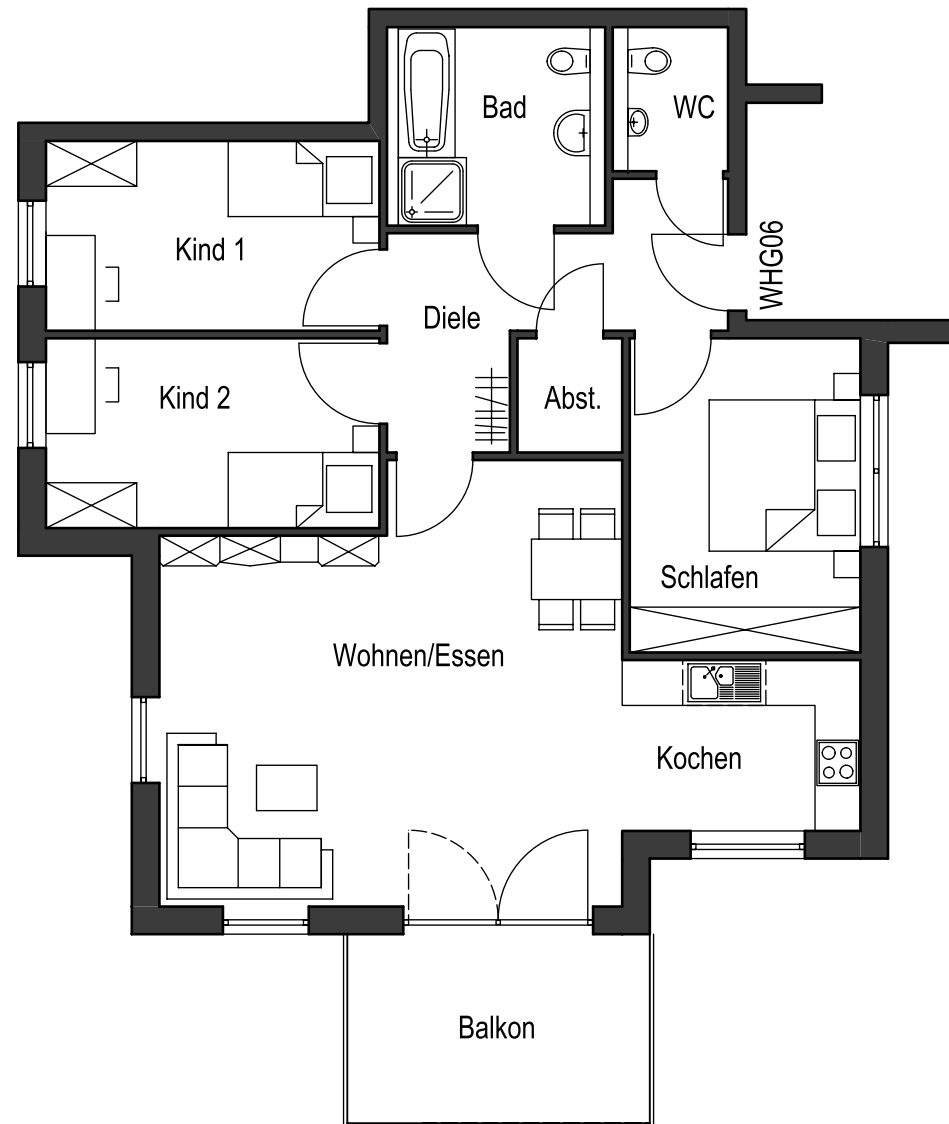 Bad
WC
Kind 1
WHG06
Diele
Kind 2
Abst.
Schlafen
Wohnen/Essen
Kochen
Balkon